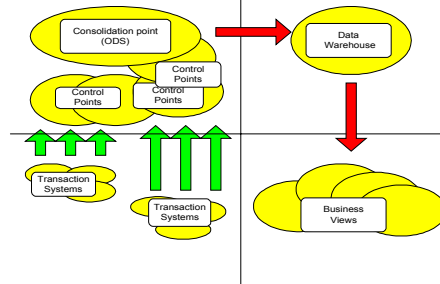 Consolidation point
(ODS)
Data
Warehouse
Control
Points
Control
Points
Control
Points
Transaction
Systems
Transaction
Systems
Business
Views